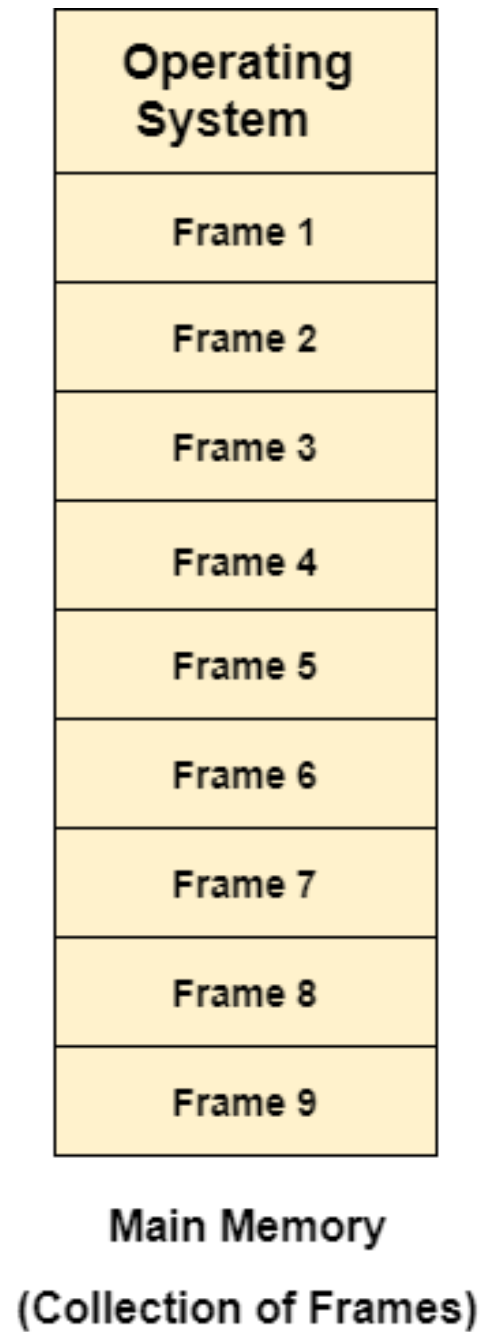 Operating
System
Frame 1
Frame 2
Frame 3
Frame 4
Frame 5
Frame 6
Frame 7
Frame 8
Frame 9
Main Memory
(Collection of Frames)